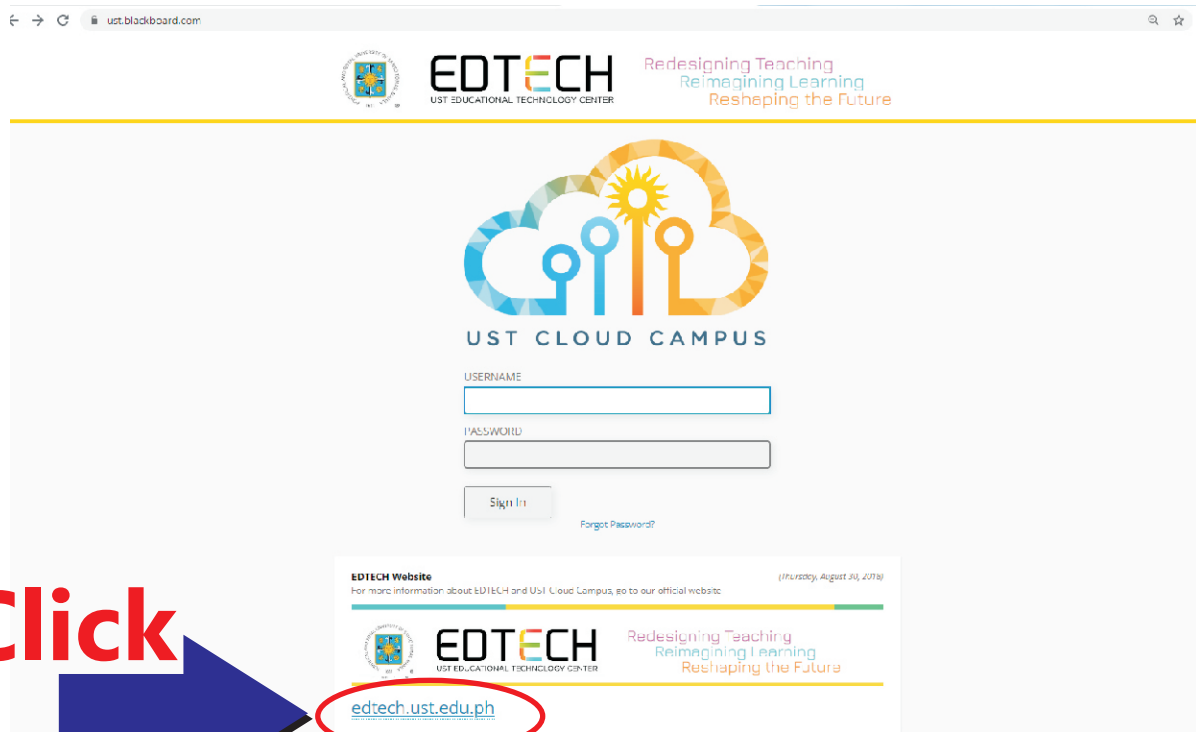 ust.blackboard.com
EDTECH
UST EDUCATIONAL TECHNOLOGY CENTER
Redesigning Teaching
Reimagining Learning
Reshaping the Future
UST CLOUD CAMPUS
USERNAME
PASSWORD
Sign In
Forgot Password?
EDTECH Website
(Thursday, August 30, 2018)
For more information about EDTECH and UST Cloud Campus, go to our official website
EDTECH
UST EDUCATIONAL TECHNOLOGY CENTER
Redesigning Teaching
Reimagining Learning
Reshaping the Future
Click
edtech.ust.edu.ph